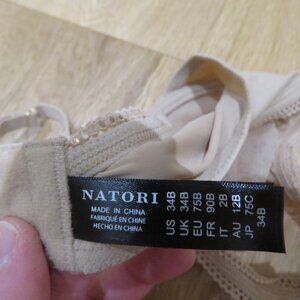 NATORI
MADE IN CHINA
FABRIQUÉ EN CHINE
HECHO EN CHINA
US 34B
UK 34B
EU 75B
FR 90B
IT 2B
AU 12B
JP 75C
34B